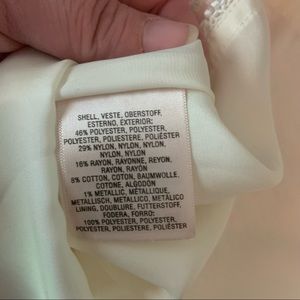 SHELL, VESTE, OBERSTOFF,
ESTERNO, EXTERIOR:
46% POLYESTER, POLYESTER,
POLYESTER, POLIESTERE, POLIÉSTER
29% NYLON, NYLON, NYLON,
NYLON, NYLON
16% RAYON, RAYONNE, REYON,
RAYON, RAYÓN
8% COTTON, COTON, BAUMWOLLE,
COTONE, ALGODÓN
1% METALLIC, MÉTALLIQUE,
METALLISCH, METALLICO, METÁLICO
LINING, DOUBLURE, FUTTERSTOFF,
FODERA, FORRO:
100% POLYESTER, POLYESTER,
POLYESTER, POLIESTERE, POLIÉSTER